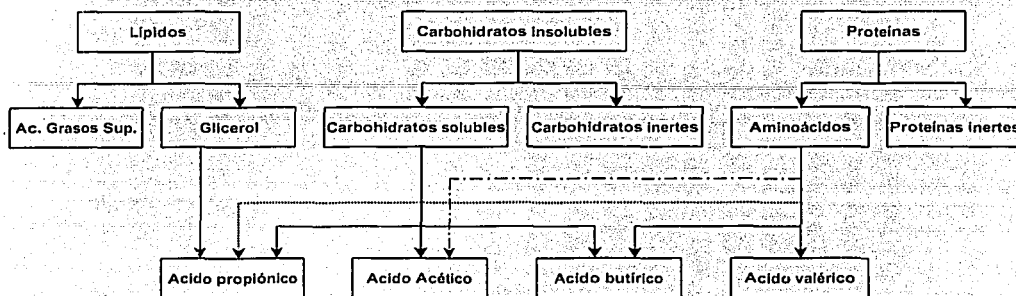 Lípidos
Carbohidratos Insolubles
Proteínas
Ac. Grasos Sup.
Glicerol
Carbohidratos solubles
Carbohidratos inertes
Aminoácidos
Proteínas inertes
Acido propiónico
Acido Acético
Acido butírico
Acido valérico